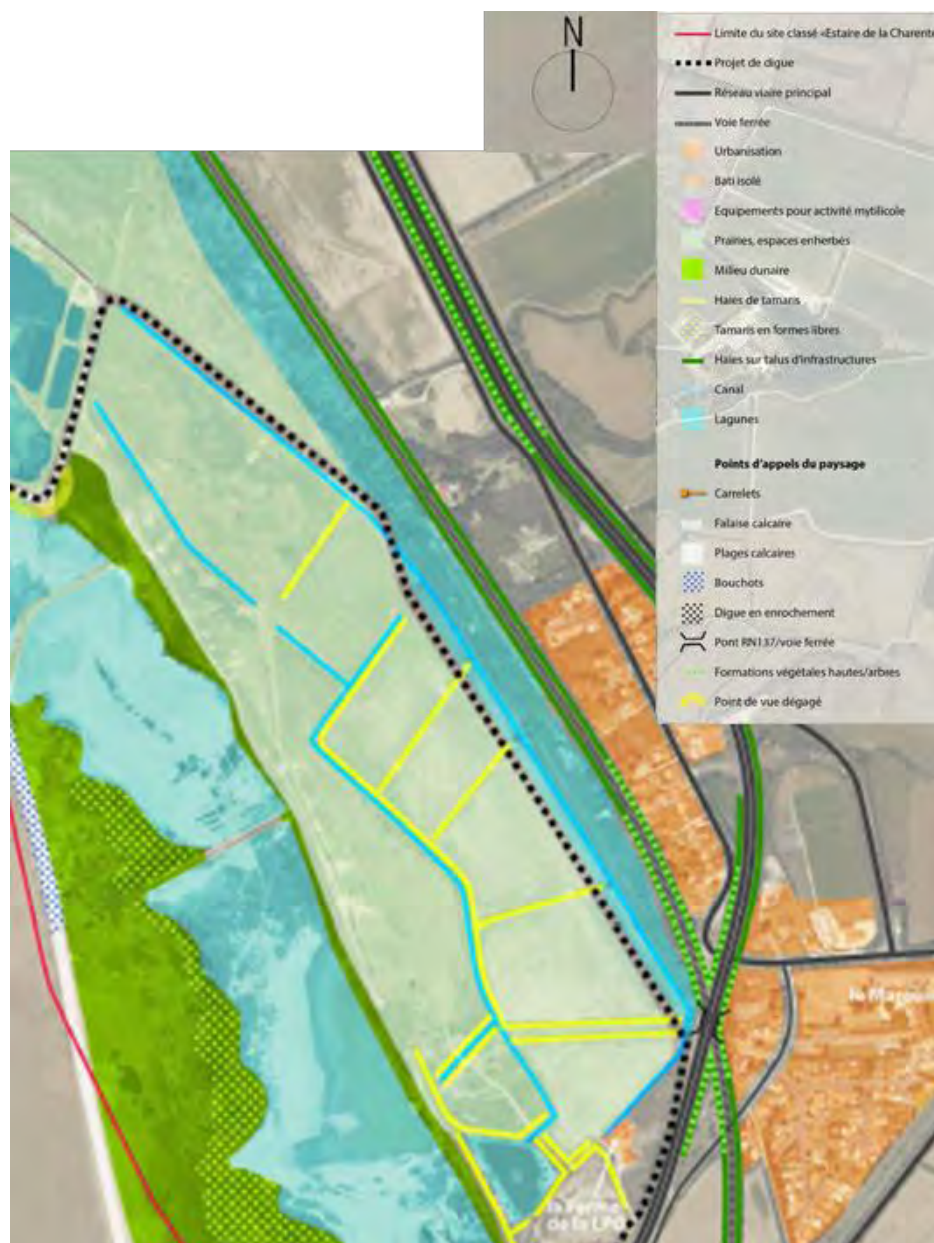 N
Limite du site classé «Estaire de la Charente
Projet de digue
Réseau viaire principal
Voie ferrée
Urbanisation
Bati isolé
Equipements pour activité mytilicole
Prairies, espaces enherbés
Milieu dunaire
Haies de tamaris
Tamaris en formes libres
Haies sur talus d'infrastructures
Canal
Lagunes
Points d'appels du paysage
Carrelets
Falaise calcaire
Plages calcaires
Bouchots
Digue en enrochement
Pont RN137/voie ferrée
Formations végétales hautes/arbres
Point de vue dégagé
le Magou
la Ferme
de la LPO